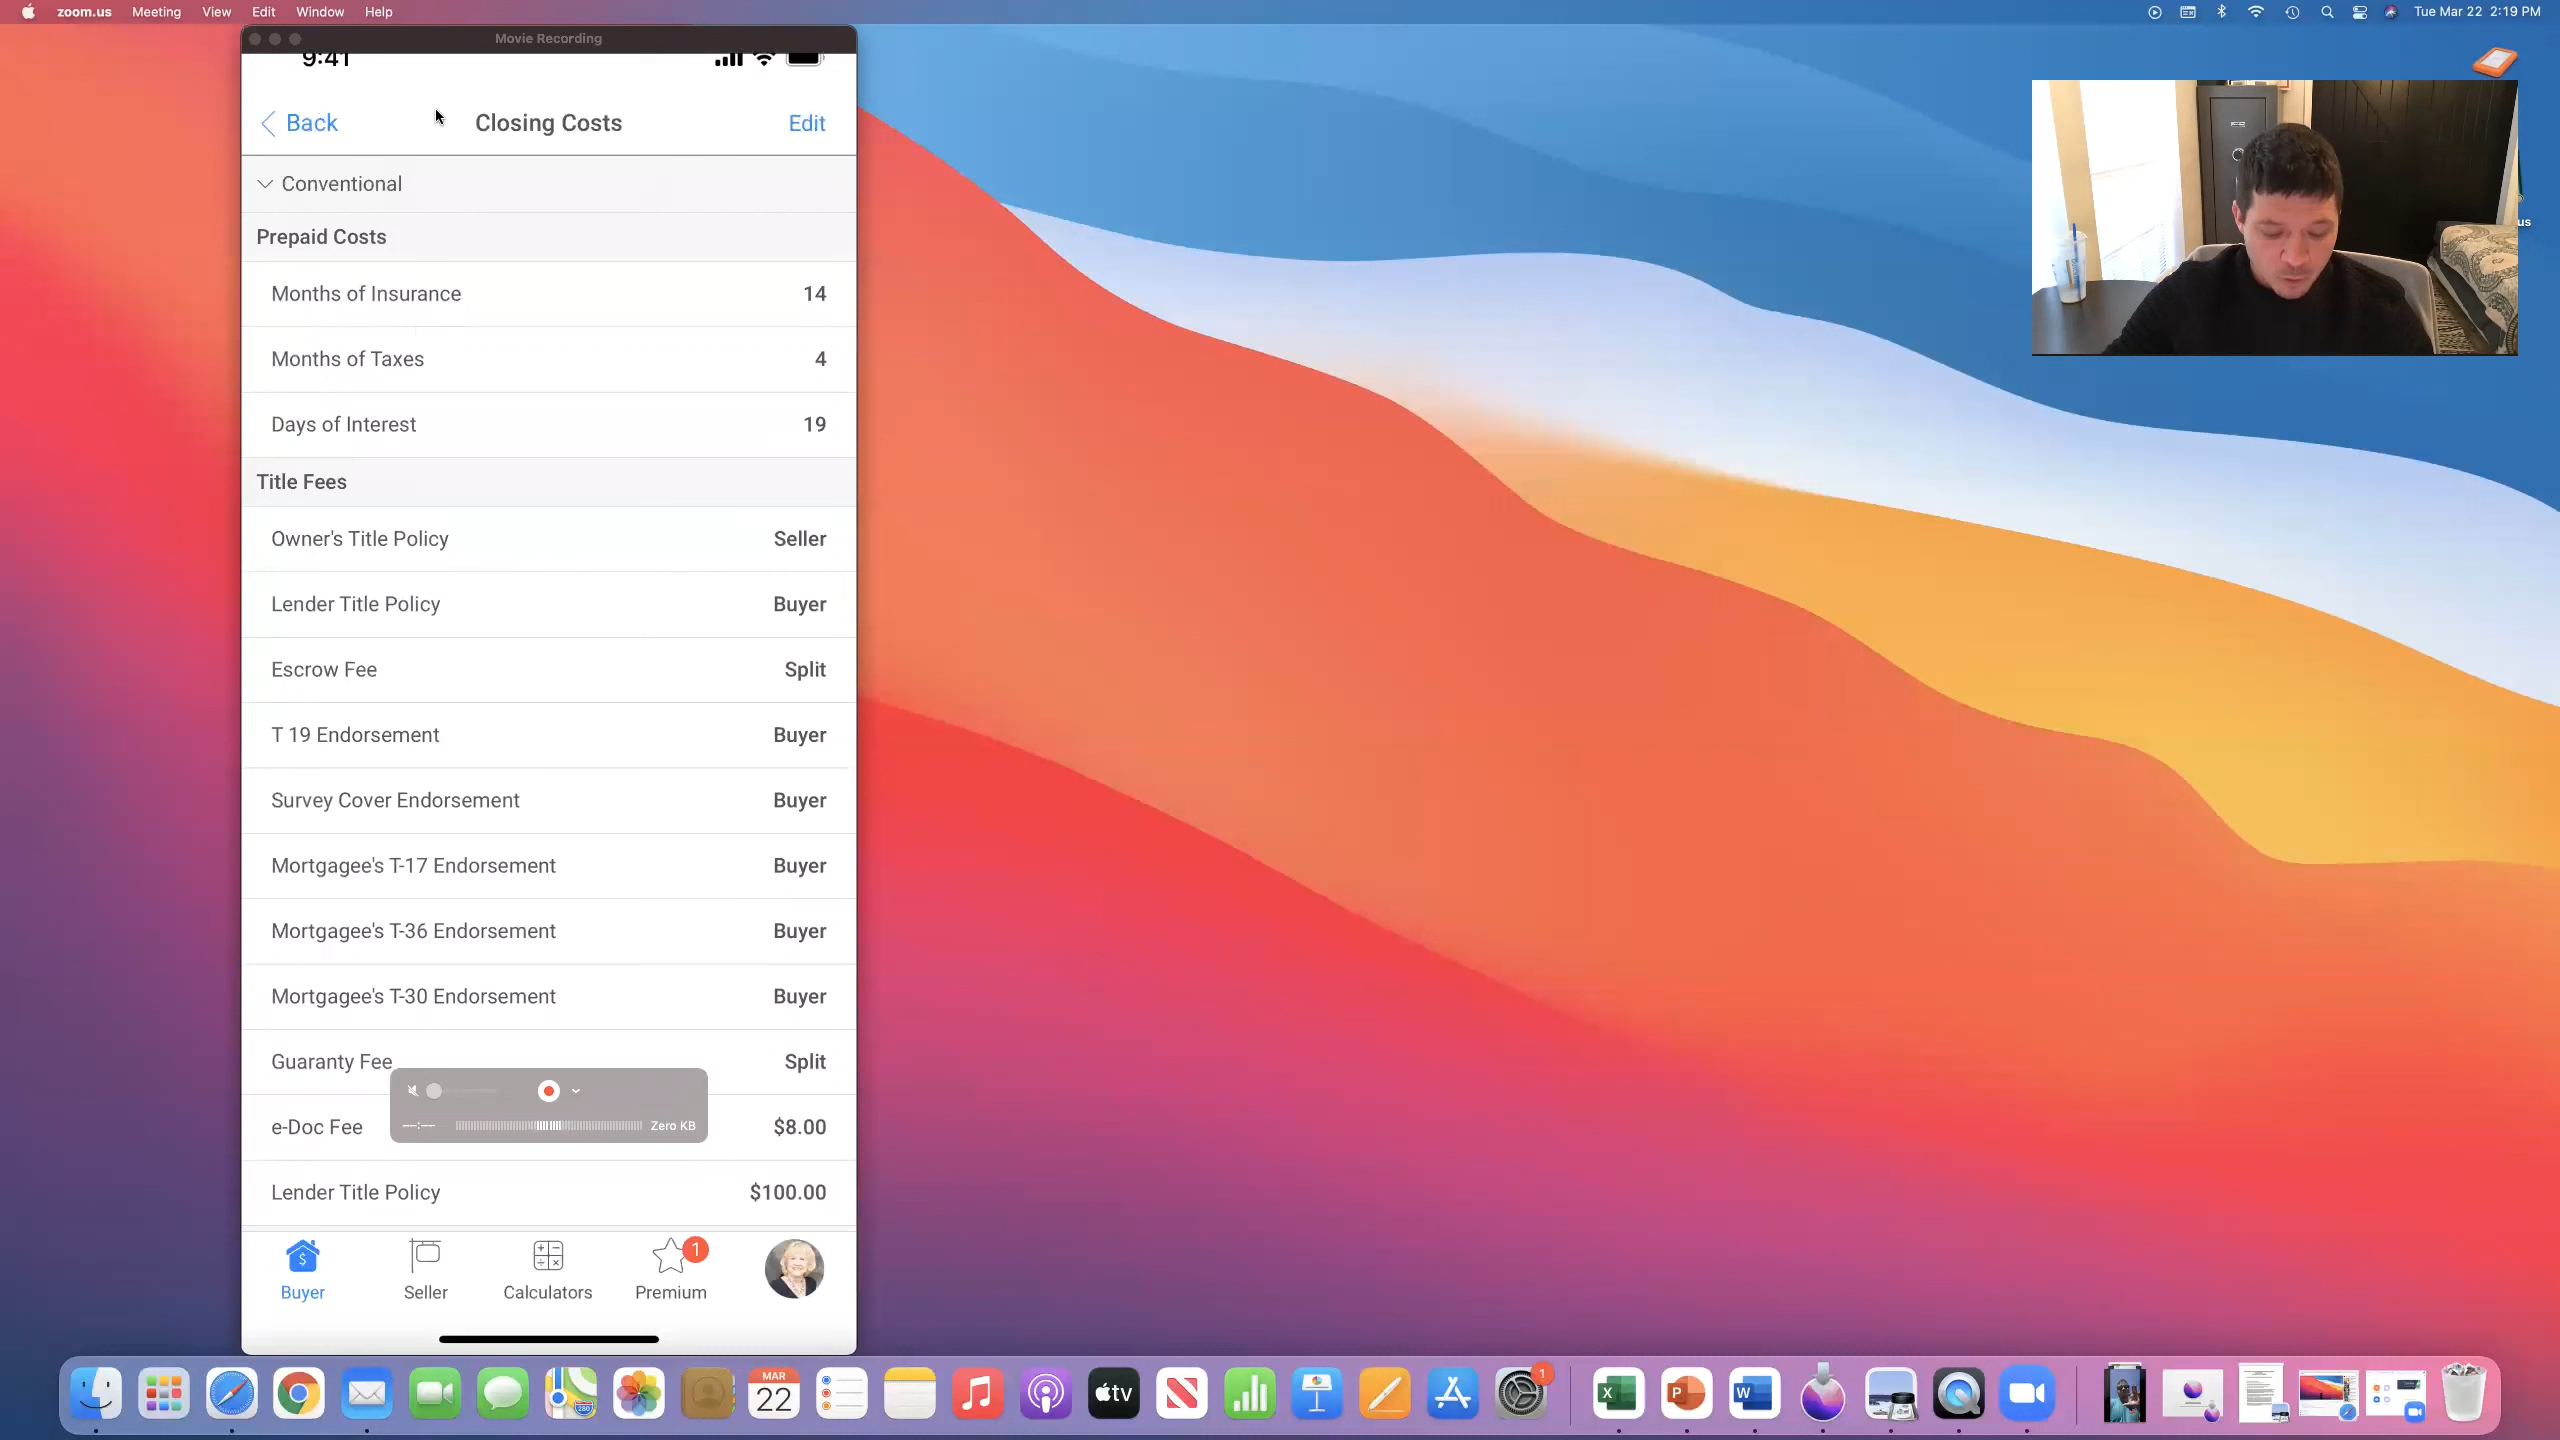 zoom.us Meeting View Edit Window Help
Tue Mar 22 2:19 PM
Movie Recording
9:41
Back
Closing Costs
Edit
Conventional
Prepaid Costs
Months of Insurance 14
Months of Taxes 4
Days of Interest 19
Title Fees
Owner's Title Policy Seller
Lender Title Policy Buyer
Escrow Fee Split
T 19 Endorsement Buyer
Survey Cover Endorsement Buyer
Mortgagee's T-17 Endorsement Buyer
Mortgagee's T-36 Endorsement Buyer
Mortgagee's T-30 Endorsement Buyer
Guaranty Fee Split
--:-- Zero KB
e-Doc Fee $8.00
Lender Title Policy $100.00
1
Buyer Seller Calculators Premium
us
MAR
22
280
tv
1
X
P
W